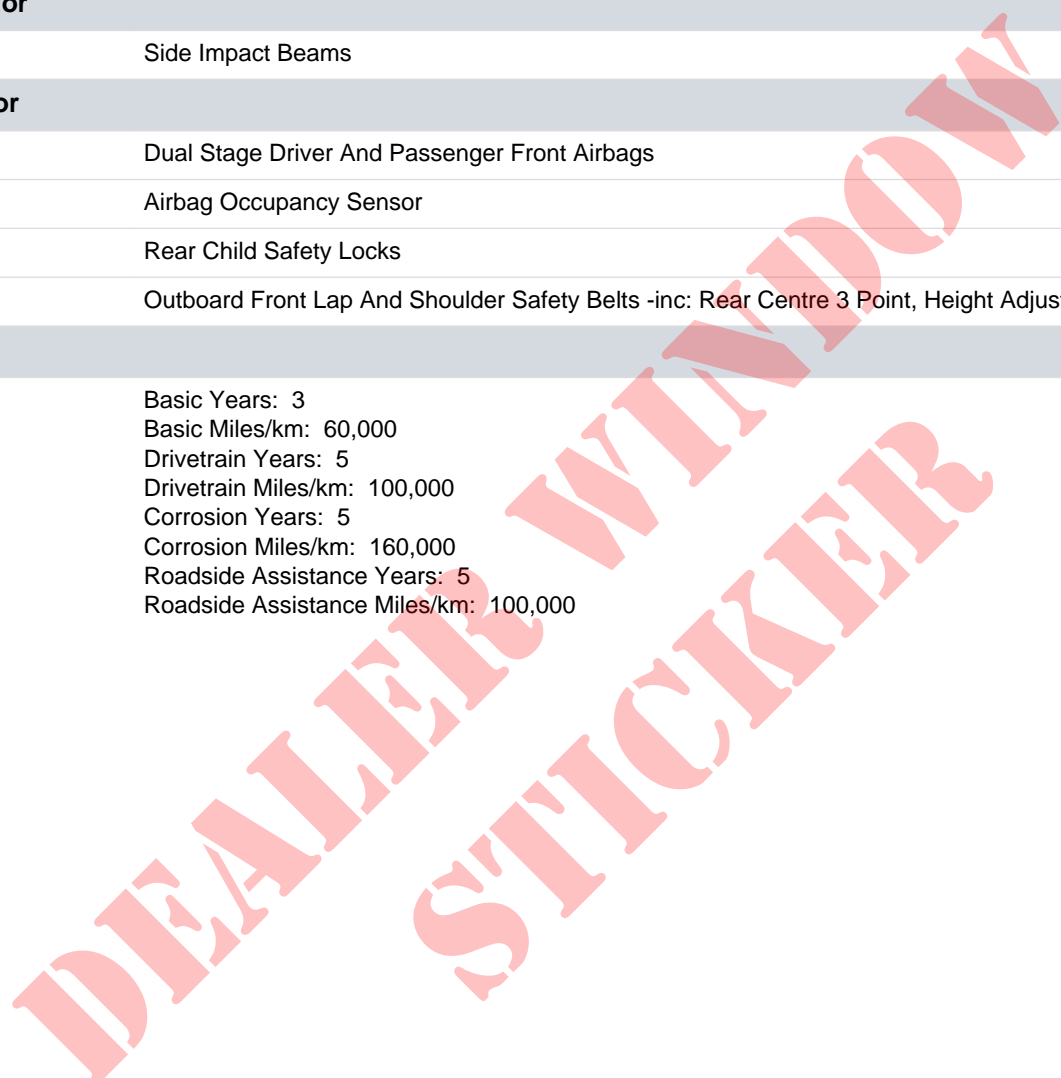 or
Side Impact Beams
or
Dual Stage Driver And Passenger Front Airbags
Airbag Occupancy Sensor
Rear Child Safety Locks
Outboard Front Lap And Shoulder Safety Belts -inc: Rear Centre 3 Point, Height Adjus
Basic Years: 3
Basic Miles/km: 60,000
Drivetrain Years: 5
Drivetrain Miles/km: 100,000
Corrosion Years: 5
Corrosion Miles/km: 160,000
Roadside Assistance Years: 5
Roadside Assistance Miles/km: 100,000
DEALER WINDOW
STICKER